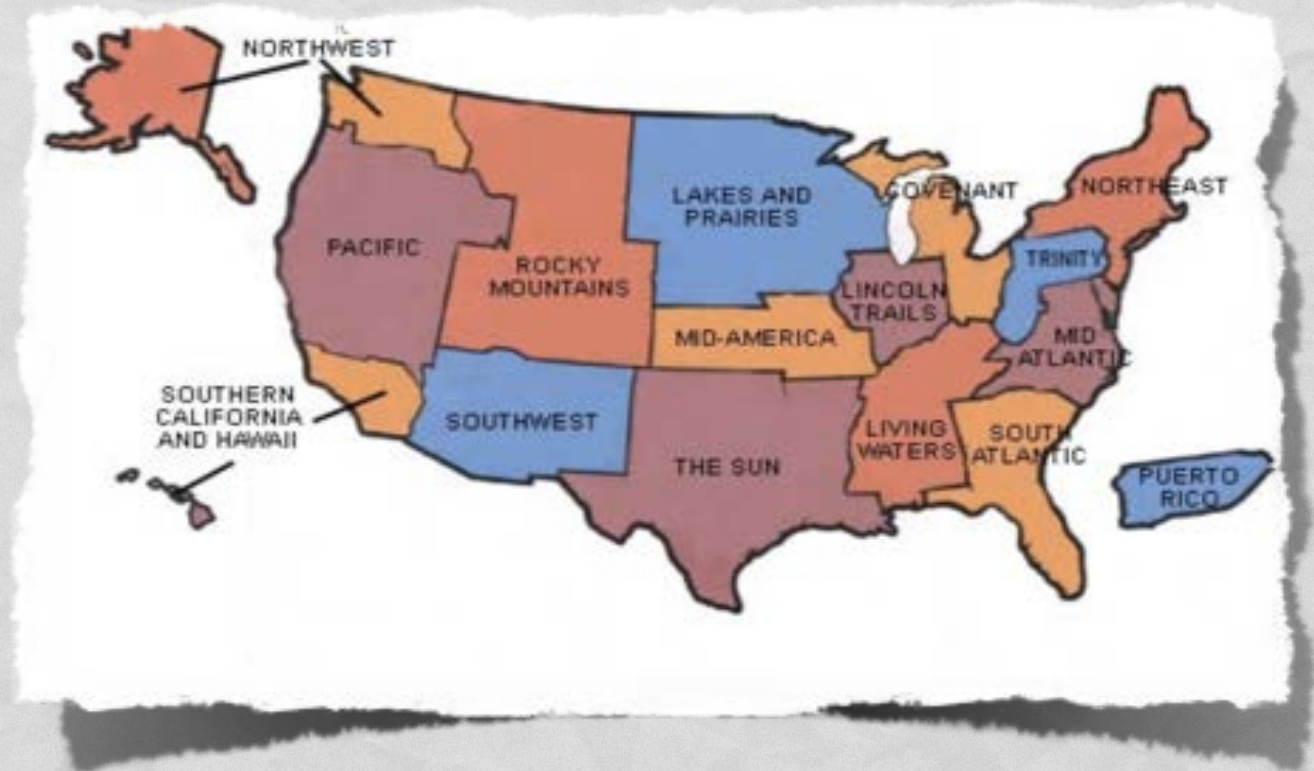 NORTHWEST
LAKES AND
PRAIRIES
COVENANT
NORTHEAST
PACIFIC
ROCKY
MOUNTAINS
TRINITY
LINCOLN
TRAILS
MID-AMERICA
MID
ATLANTIC
SOUTHERN
CALIFORNIA
AND HAWAII
SOUTHWEST
THE SUN
LIVING
WATERS
SOUTH
ATLANTIC
PUERTO
RICO